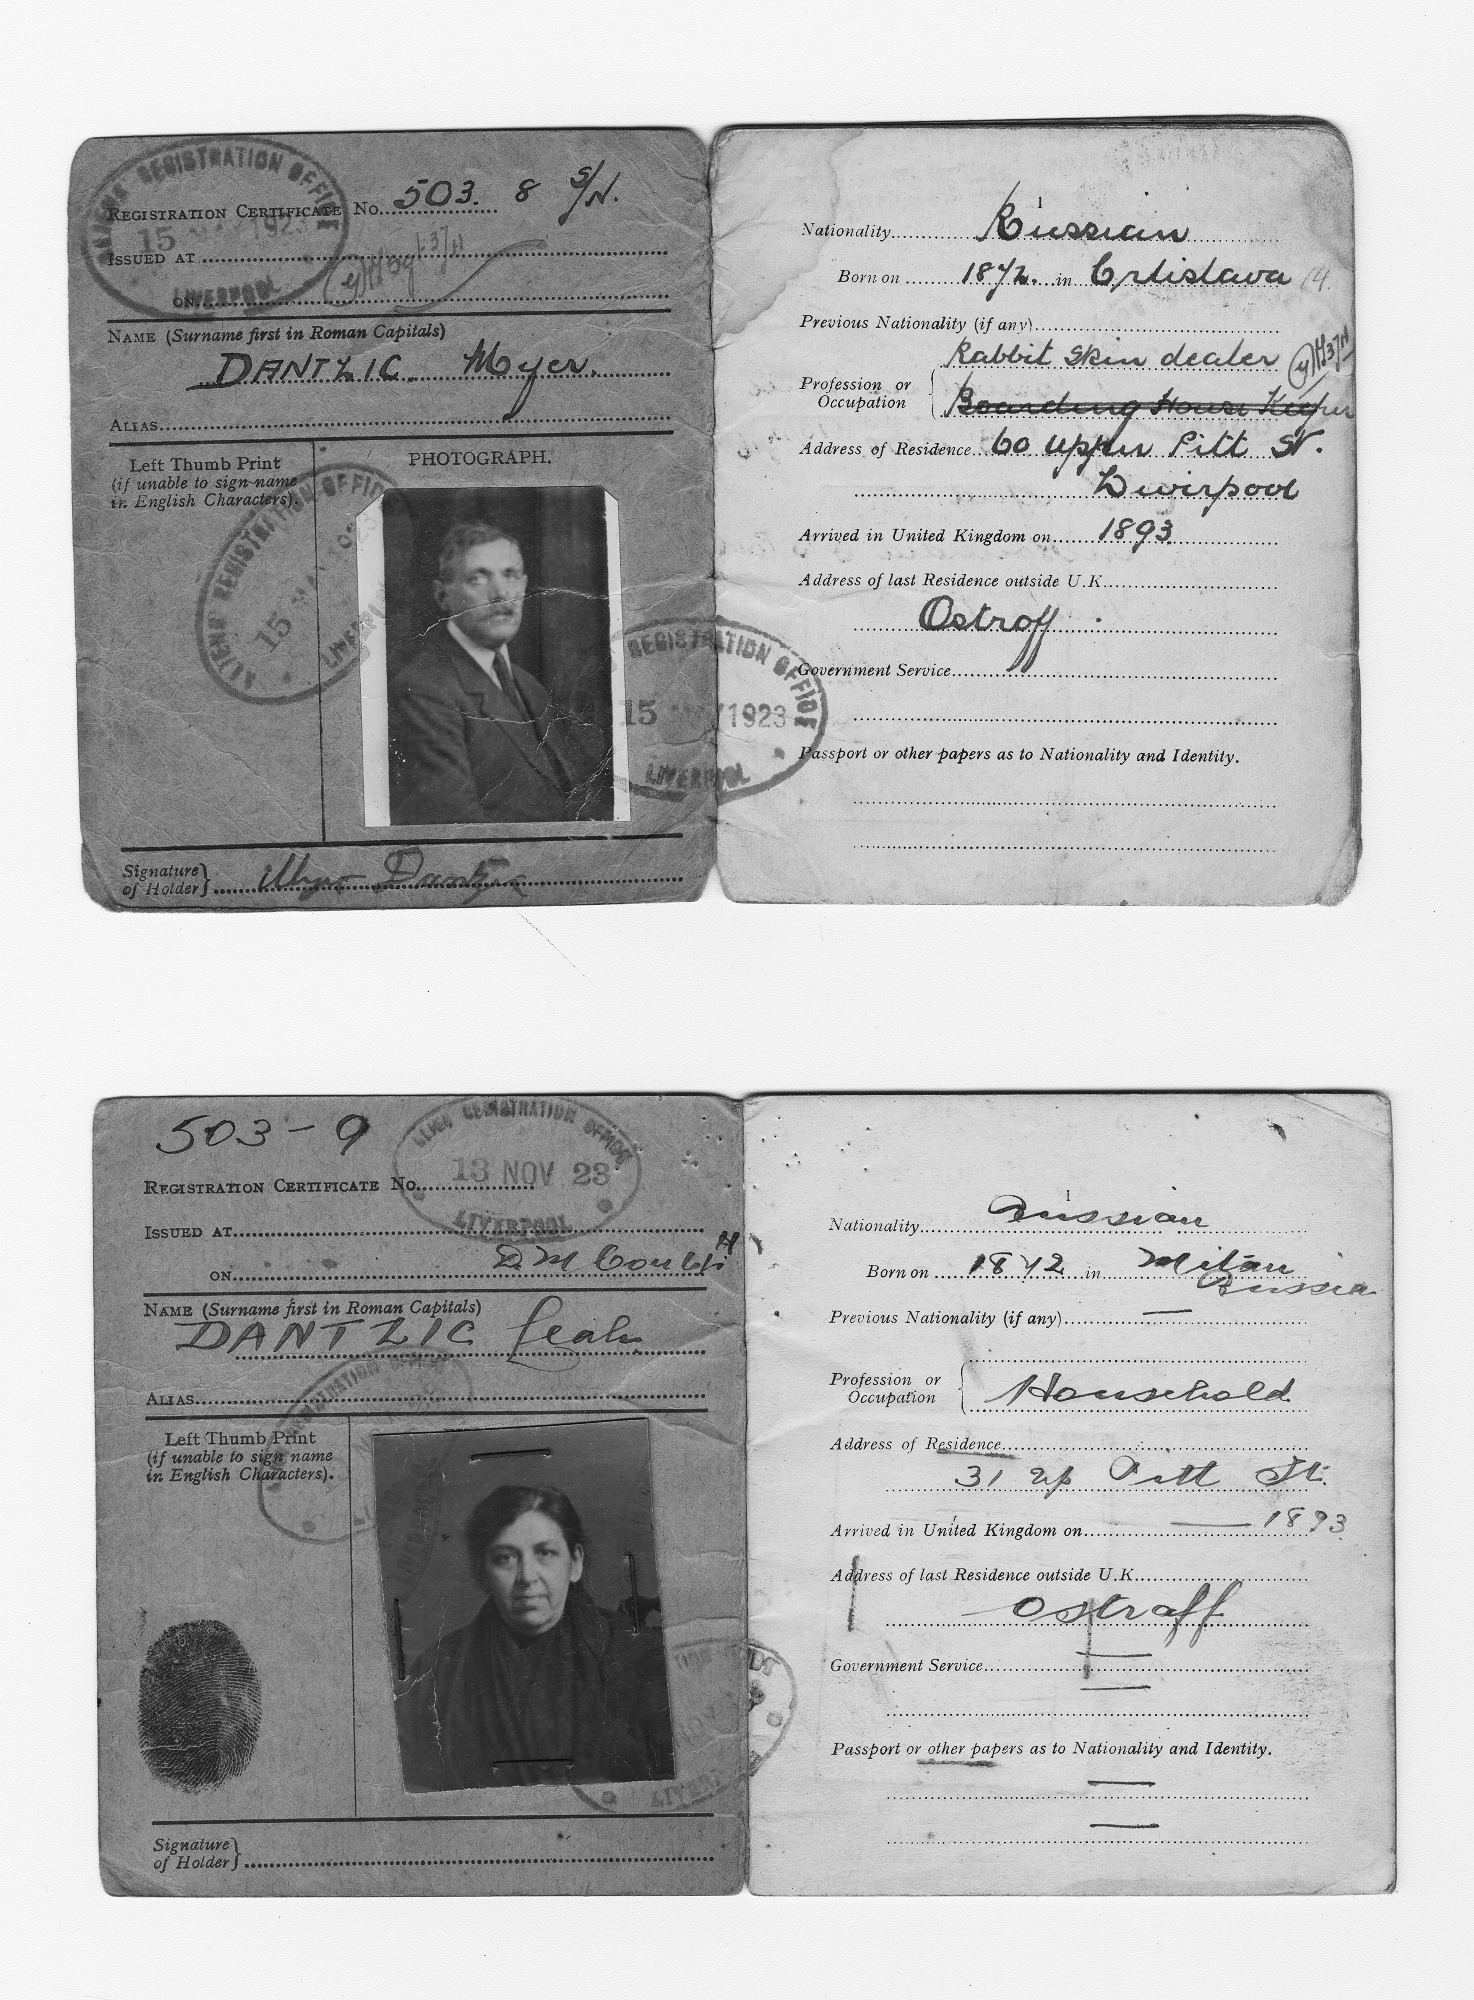 ALIENS REGISTRATION OFFICE
15 MAY 1923
LIVERPOOL
REGISTRATION CERTIFICATE No. 503. 8 S/N.
ISSUED AT
ON
NAME (Surname first in Roman Capitals)
DANTZIC Myer.
ALIAS
Left Thumb Print
(if unable to sign name
in English Characters).
PHOTOGRAPH.
ALIENS REGISTRATION OFFICE
15 MAY 1923
LIVERPOOL
REGISTRATION OFFICE
15 MAY 1923
LIVERPOOL
Signature
of Holder} Myer Dantzic
1
Nationality Russian
Born on 1872. in
Previous Nationality (if any)
Rabbit Skin dealer
Profession or
Occupation { Boarding House Keeper
Address of Residence 60 Upper Pitt St.
Liverpool
Arrived in United Kingdom on 1893
Address of last Residence outside U.K.
Ostroff
Government Service
Passport or other papers as to Nationality and Identity.
503-9
ALIENS REGISTRATION OFFICE
13 NOV 23
LIVERPOOL
REGISTRATION CERTIFICATE No.
ISSUED AT
ON
NAME (Surname first in Roman Capitals)
DANTZIC Leah
ALIAS
Left Thumb Print
(if unable to sign name
in English Characters).
Signature
of Holder}
1
Nationality Russian
Born on 1872 in Mitau
Russia
Previous Nationality (if any) —
Profession or
Occupation { Household
Address of Residence
31 Up Pitt St.
Arrived in United Kingdom on — 1893
Address of last Residence outside U.K.
Ostraff
Government Service —
—
Passport or other papers as to Nationality and Identity.
—
—